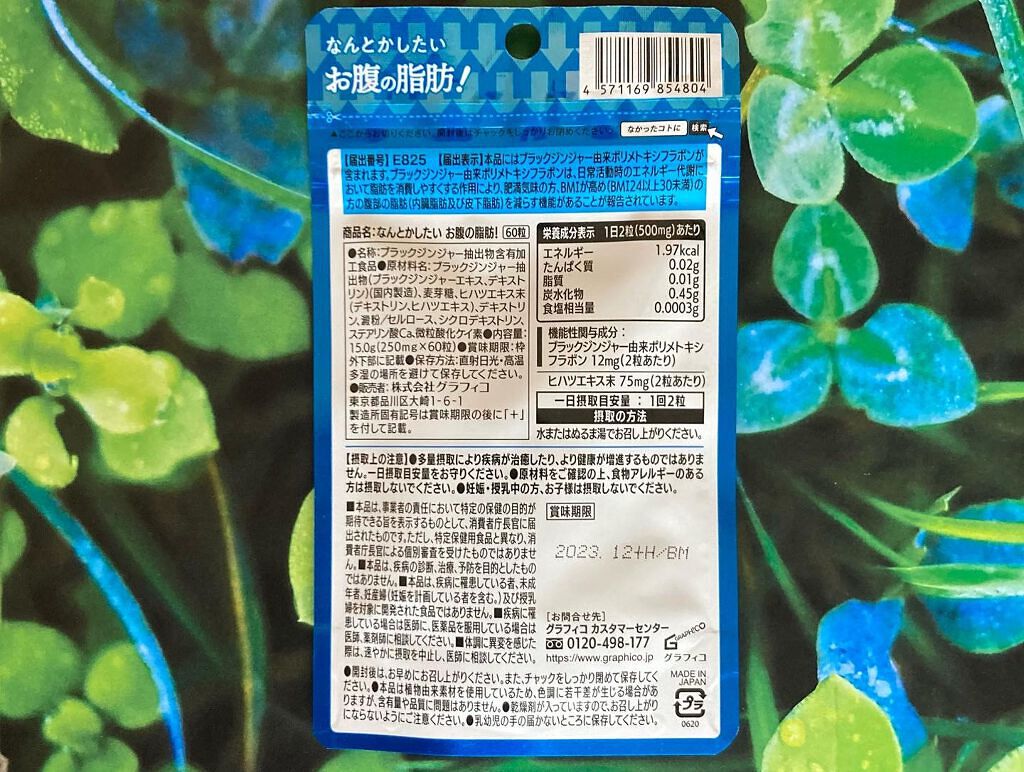 なんとかしたい
お腹の脂肪!
4 571169 854804
▲ここからお切りください。開封後はチャックをしっかりお閉めください。
なかったコトに 検索
【届出番号】E825 【届出表示】本品にはブラックジンジャー由来ポリメトキシフラボンが
含まれます。ブラックジンジャー由来ポリメトキシフラボンは、日常活動時のエネルギー代謝に
おいて脂肪を消費しやすくする作用により、肥満気味の方、BMIが高め(BMI24以上30未満)の
方の腹部の脂肪(内臓脂肪及び皮下脂肪)を減らす機能があることが報告されています。
商品名:なんとかしたい お腹の脂肪! 60粒
●名称:ブラックジンジャー抽出物含有加
工食品●原材料名:ブラックジンジャー抽
出物(ブラックジンジャーエキス、デキスト
リン)(国内製造)、麦芽糖、ヒハツエキス末
(デキストリン、ヒハツエキス)、デキストリ
ン、澱粉/セルロース、シクロデキストリン、
ステアリン酸Ca、微粒酸化ケイ素●内容量:
15.0g(250mg×60粒)●賞味期限:枠
外下部に記載●保存方法:直射日光・高温
多湿の場所を避けて保存してください。
●販売者:株式会社グラフィコ
東京都品川区大崎1-6-1
製造所固有記号は賞味期限の後に「+」
を付して記載。
栄養成分表示 1日2粒(500mg)あたり
エネルギー 1.97kcal
たんぱく質 0.02g
脂質 0.01g
炭水化物 0.45g
食塩相当量 0.0003g
機能性関与成分:
ブラックジンジャー由来ポリメトキシ
フラボン 12mg(2粒あたり)
ヒハツエキス末 75mg(2粒あたり)
一日摂取目安量 : 1回2粒
摂取の方法
水またはぬるま湯でお召し上がりください。
【摂取上の注意】●多量摂取により疾病が治癒したり、より健康が増進するものではありま
せん。一日摂取目安量をお守りください。●原材料をご確認の上、食物アレルギーのある
方は摂取しないでください。●妊娠・授乳中の方、お子様は摂取しないでください。
■本品は、事業者の責任において特定の保健の目的が
期待できる旨を表示するものとして、消費者庁長官に届
出されたものです。ただし、特定保健用食品と異なり、消
費者庁長官による個別審査を受けたものではありませ
ん。■本品は、疾病の診断、治療、予防を目的としたもの
ではありません。■本品は、疾病に罹患している者、未成
年者、妊産婦(妊娠を計画している者を含む。)及び授乳
婦を対象に開発された食品ではありません。■疾病に罹
患している場合は医師に、医薬品を服用している場合は
医師、薬剤師に相談してください。■体調に異変を感じた
際は、速やかに摂取を中止し、医師に相談してください。
賞味期限
2023. 12+H/BM
[お問合せ先]
グラフィコ カスタマーセンター
0120-498-177
https://www.graphico.jp
GRAPHICO
グラフィコ
●開封後は、お早めにお召し上がりください。また、チャックをしっかり閉めて保存してく
ださい。●本品は植物由来素材を使用しているため、色調に若干差が生じる場合があ
りますが、含有量や品質に問題はありません。●乾燥剤が入っていますので、お召し上がり
にならないようにご注意ください。●乳幼児の手の届かないところに保存してください。
MADE IN
JAPAN
プラ
0620